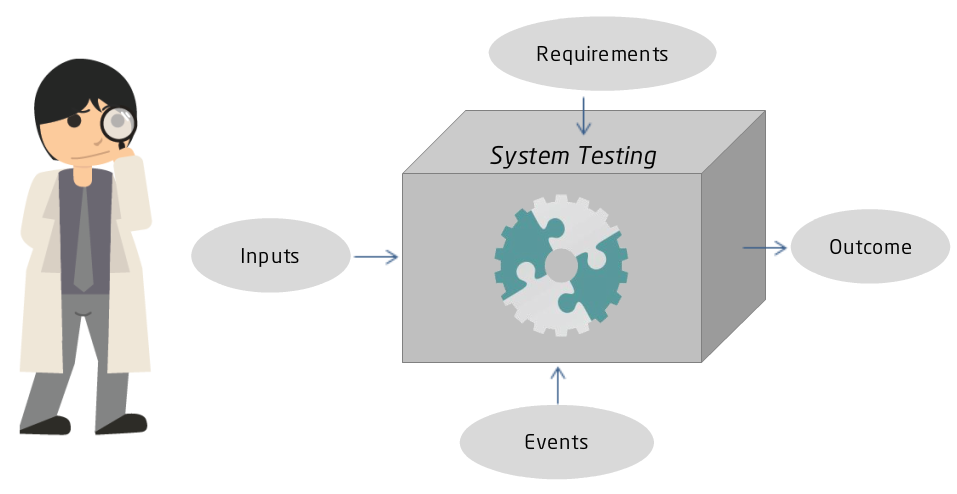 Requirements
System Testing
Inputs
Outcome
Events